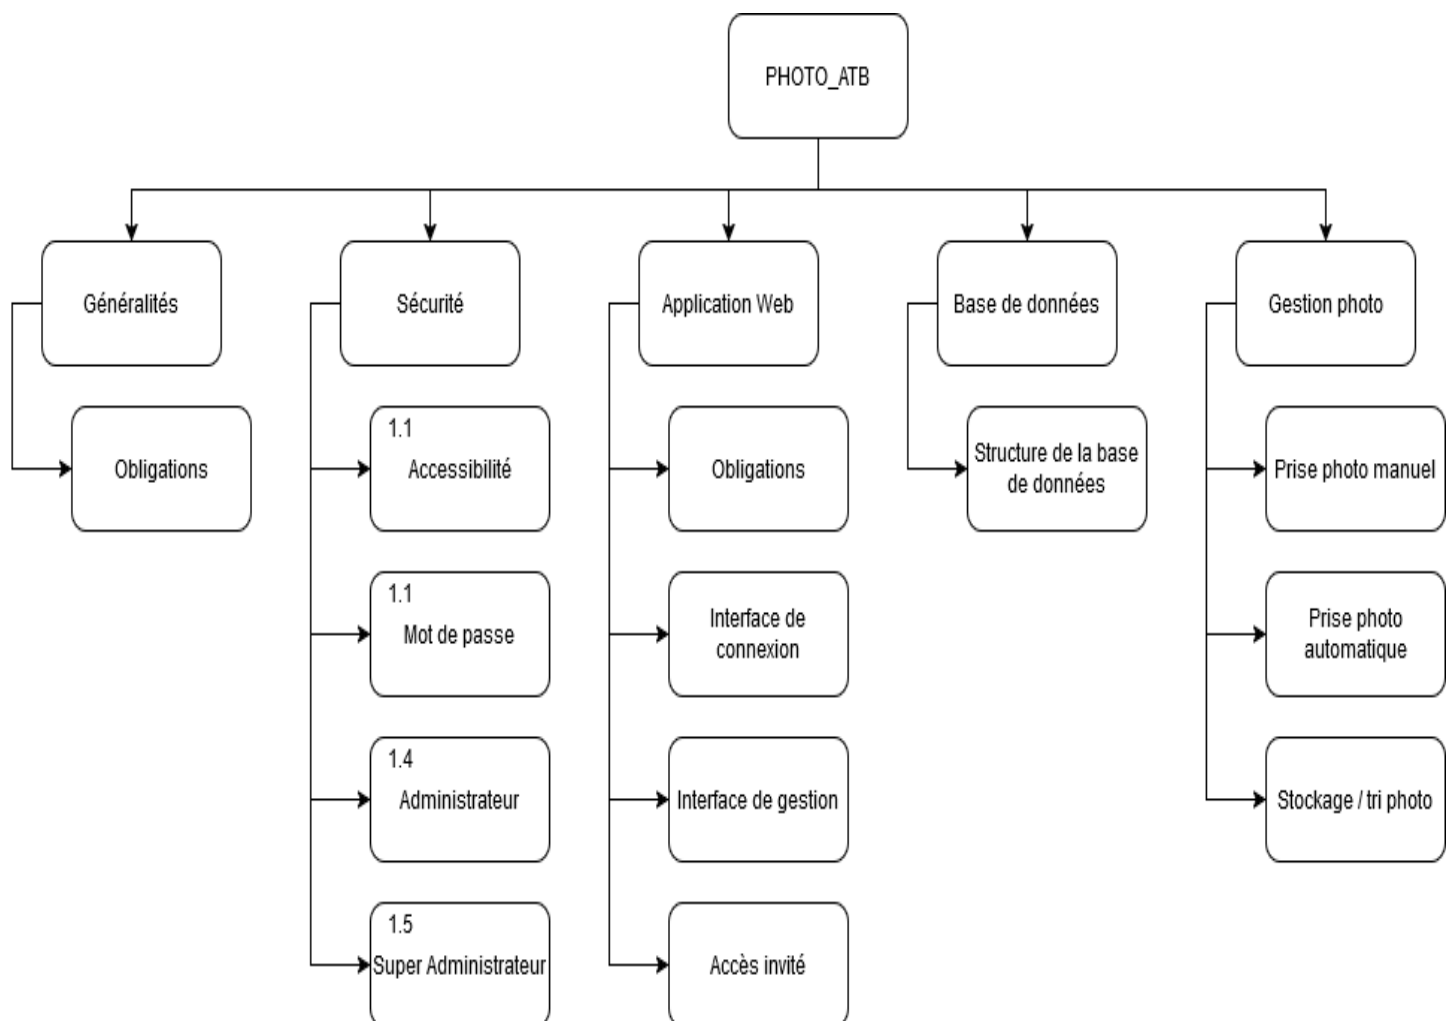 PHOTO_ATB
Généralités
Sécurité
Application Web
Base de données
Gestion photo
Obligations
1.1
Accessibilité
Obligations
Structure de la base
de données
Prise photo manuel
1.1
Mot de passe
Interface de
connexion
Prise photo
automatique
1.4
Administrateur
Interface de gestion
Stockage / tri photo
1.5
Super Administrateur
Accès invité